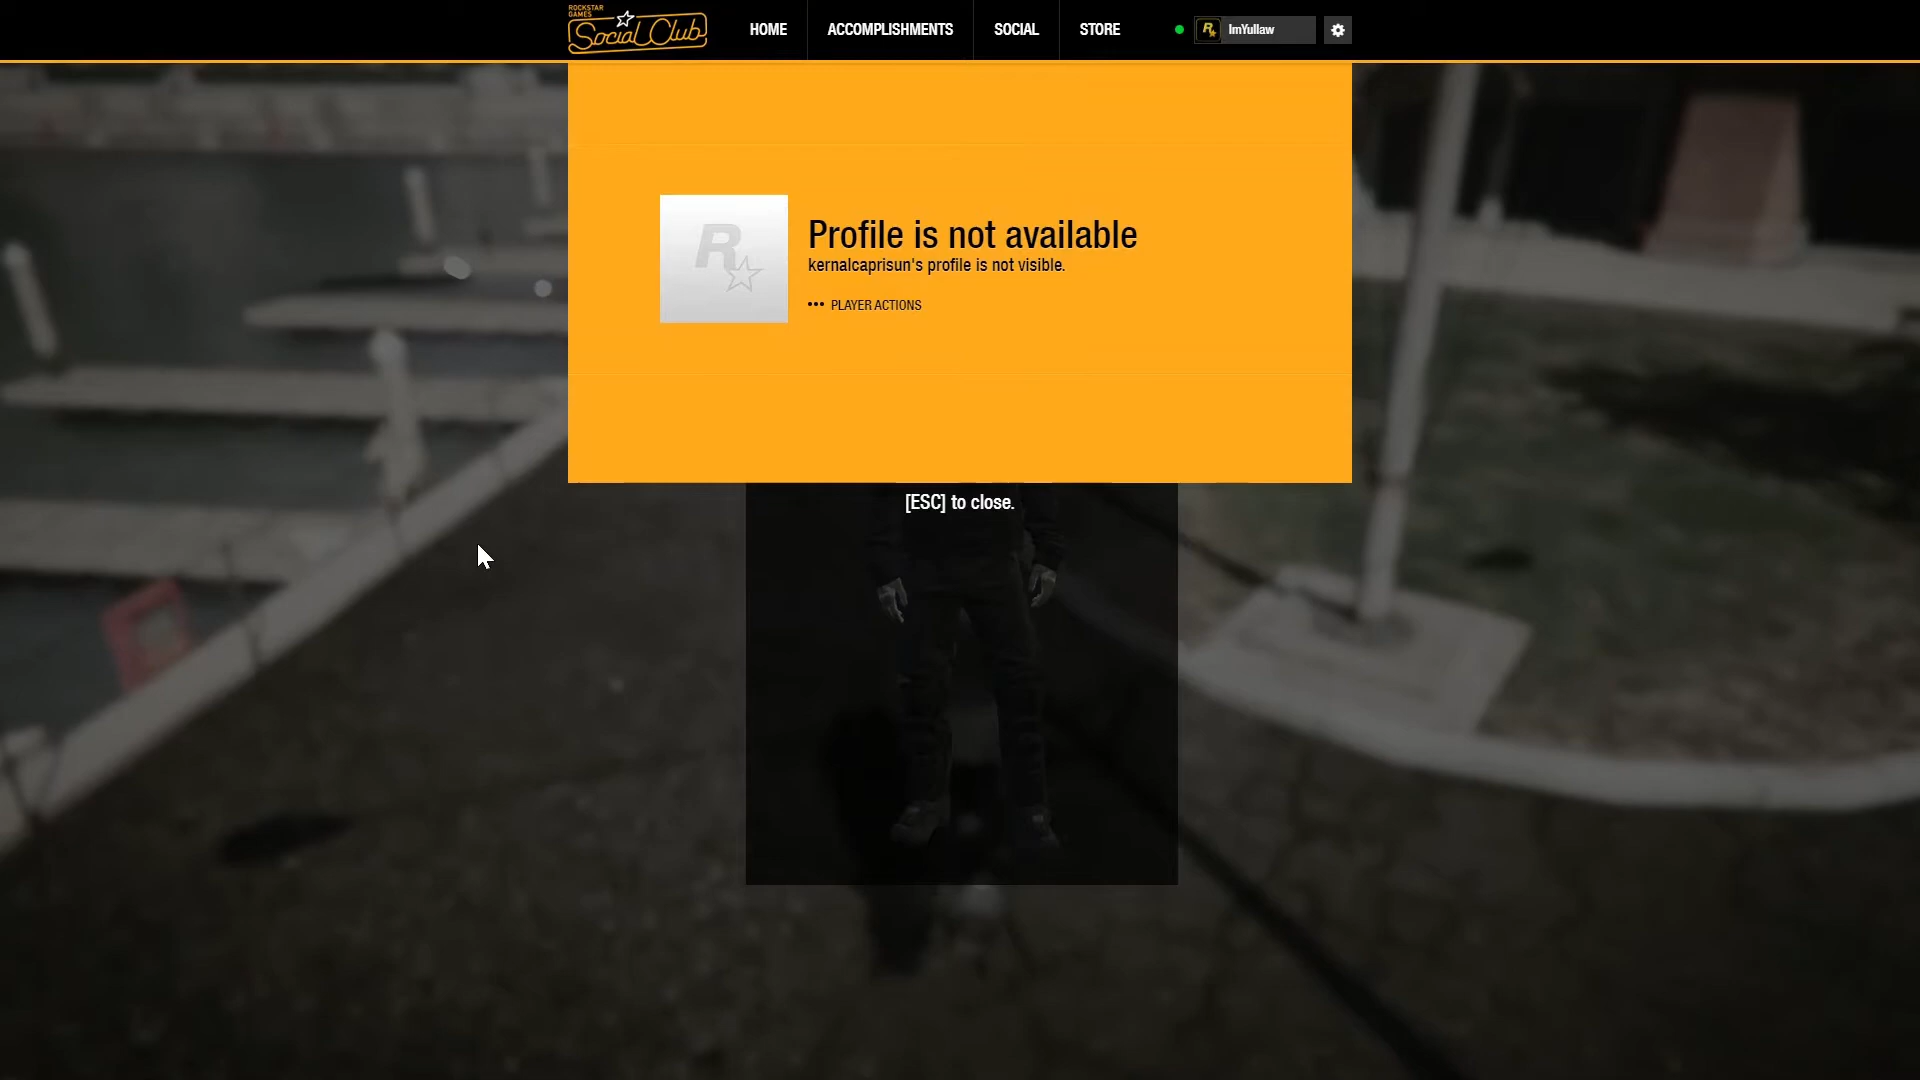 ROCKSTAR
GAMES
Social Club
HOME
ACCOMPLISHMENTS
SOCIAL
STORE
R
ImYullaw
R
Profile is not available
kernalcaprisun's profile is not visible.
••• PLAYER ACTIONS
[ESC] to close.